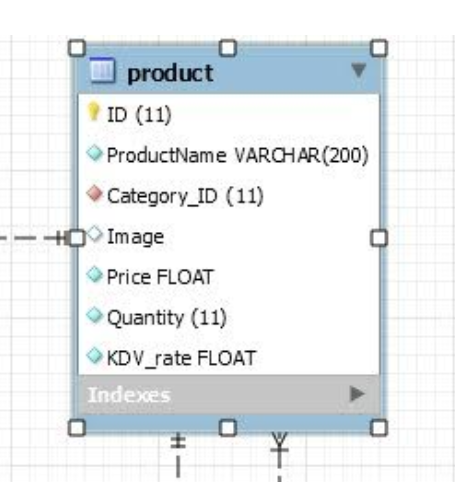 product
ID (11)
ProductName VARCHAR(200)
Category_ID (11)
Image
Price FLOAT
Quantity (11)
KDV_rate FLOAT
Indexes